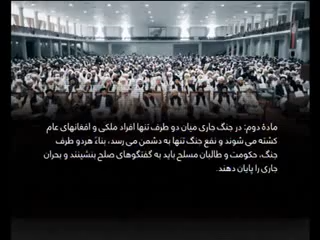 مادۀ دوم: در جنگ جاری میان دو طرف تنها افراد ملکی و افغانهای عام
کشته می شوند و نفع جنگ تنها به دشمن می رسد، بناءً هردو طرف
جنگ، حکومت و طالبان مسلح باید به گفتگوهای صلح بنشینند و بحران
جاری را پایان دهند.